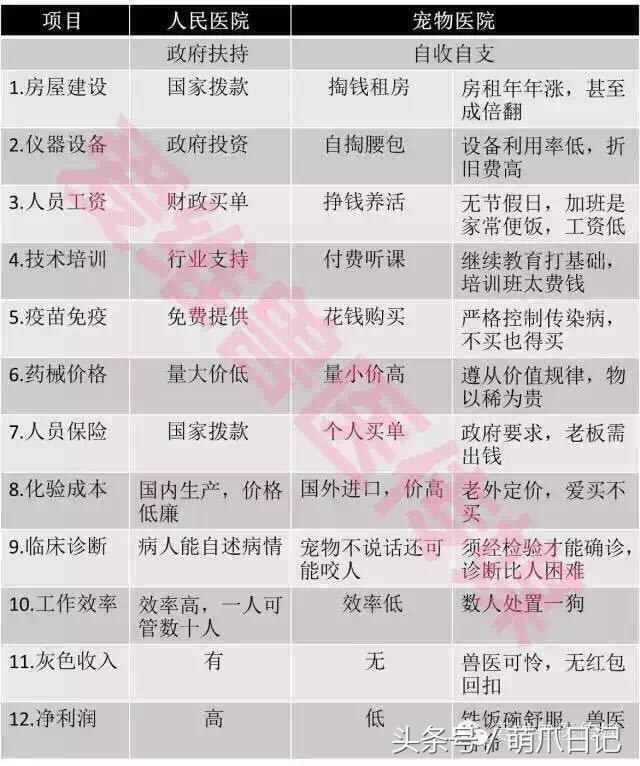 项目 人民医院 宠物医院
政府扶持 自收自支
1.房屋建设 国家拨款 掏钱租房 房租年年涨，甚至
成倍翻
2.仪器设备 政府投资 自掏腰包 设备利用率低，折
旧费高
3.人员工资 财政买单 挣钱养活 无节假日，加班是
家常便饭，工资低
4.技术培训 行业支持 付费听课 继续教育打基础，
培训班太费钱
5.疫苗免疫 免费提供 花钱购买 严格控制传染病，
不买也得买
6.药械价格 量大价低 量小价高 遵从价值规律，物
以稀为贵
7.人员保险 国家拨款 个人买单 政府要求，老板需
出钱
8.化验成本 国内生产，价格 国外进口，价高 老外定价，爱买不
低廉 买
9.临床诊断 病人能自述病情 宠物不说话还可 须经检验才能确诊，
能咬人 诊断比人困难
10.工作效率 效率高，一人可 效率低 数人处置一狗
管数十人
11.灰色收入 有 无 兽医可怜，无红包
回扣
12.净利润 高 低 铁饭碗舒服，兽医
爱维兽医传媒
头条号/萌爪日记